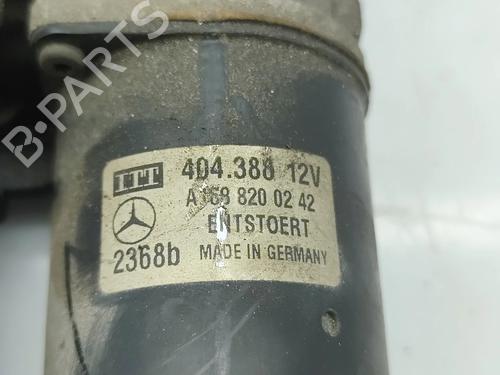 B-PARTS
404.388 12V
A 168 820 02 42
ENTSTOERT
2368b MADE IN GERMANY